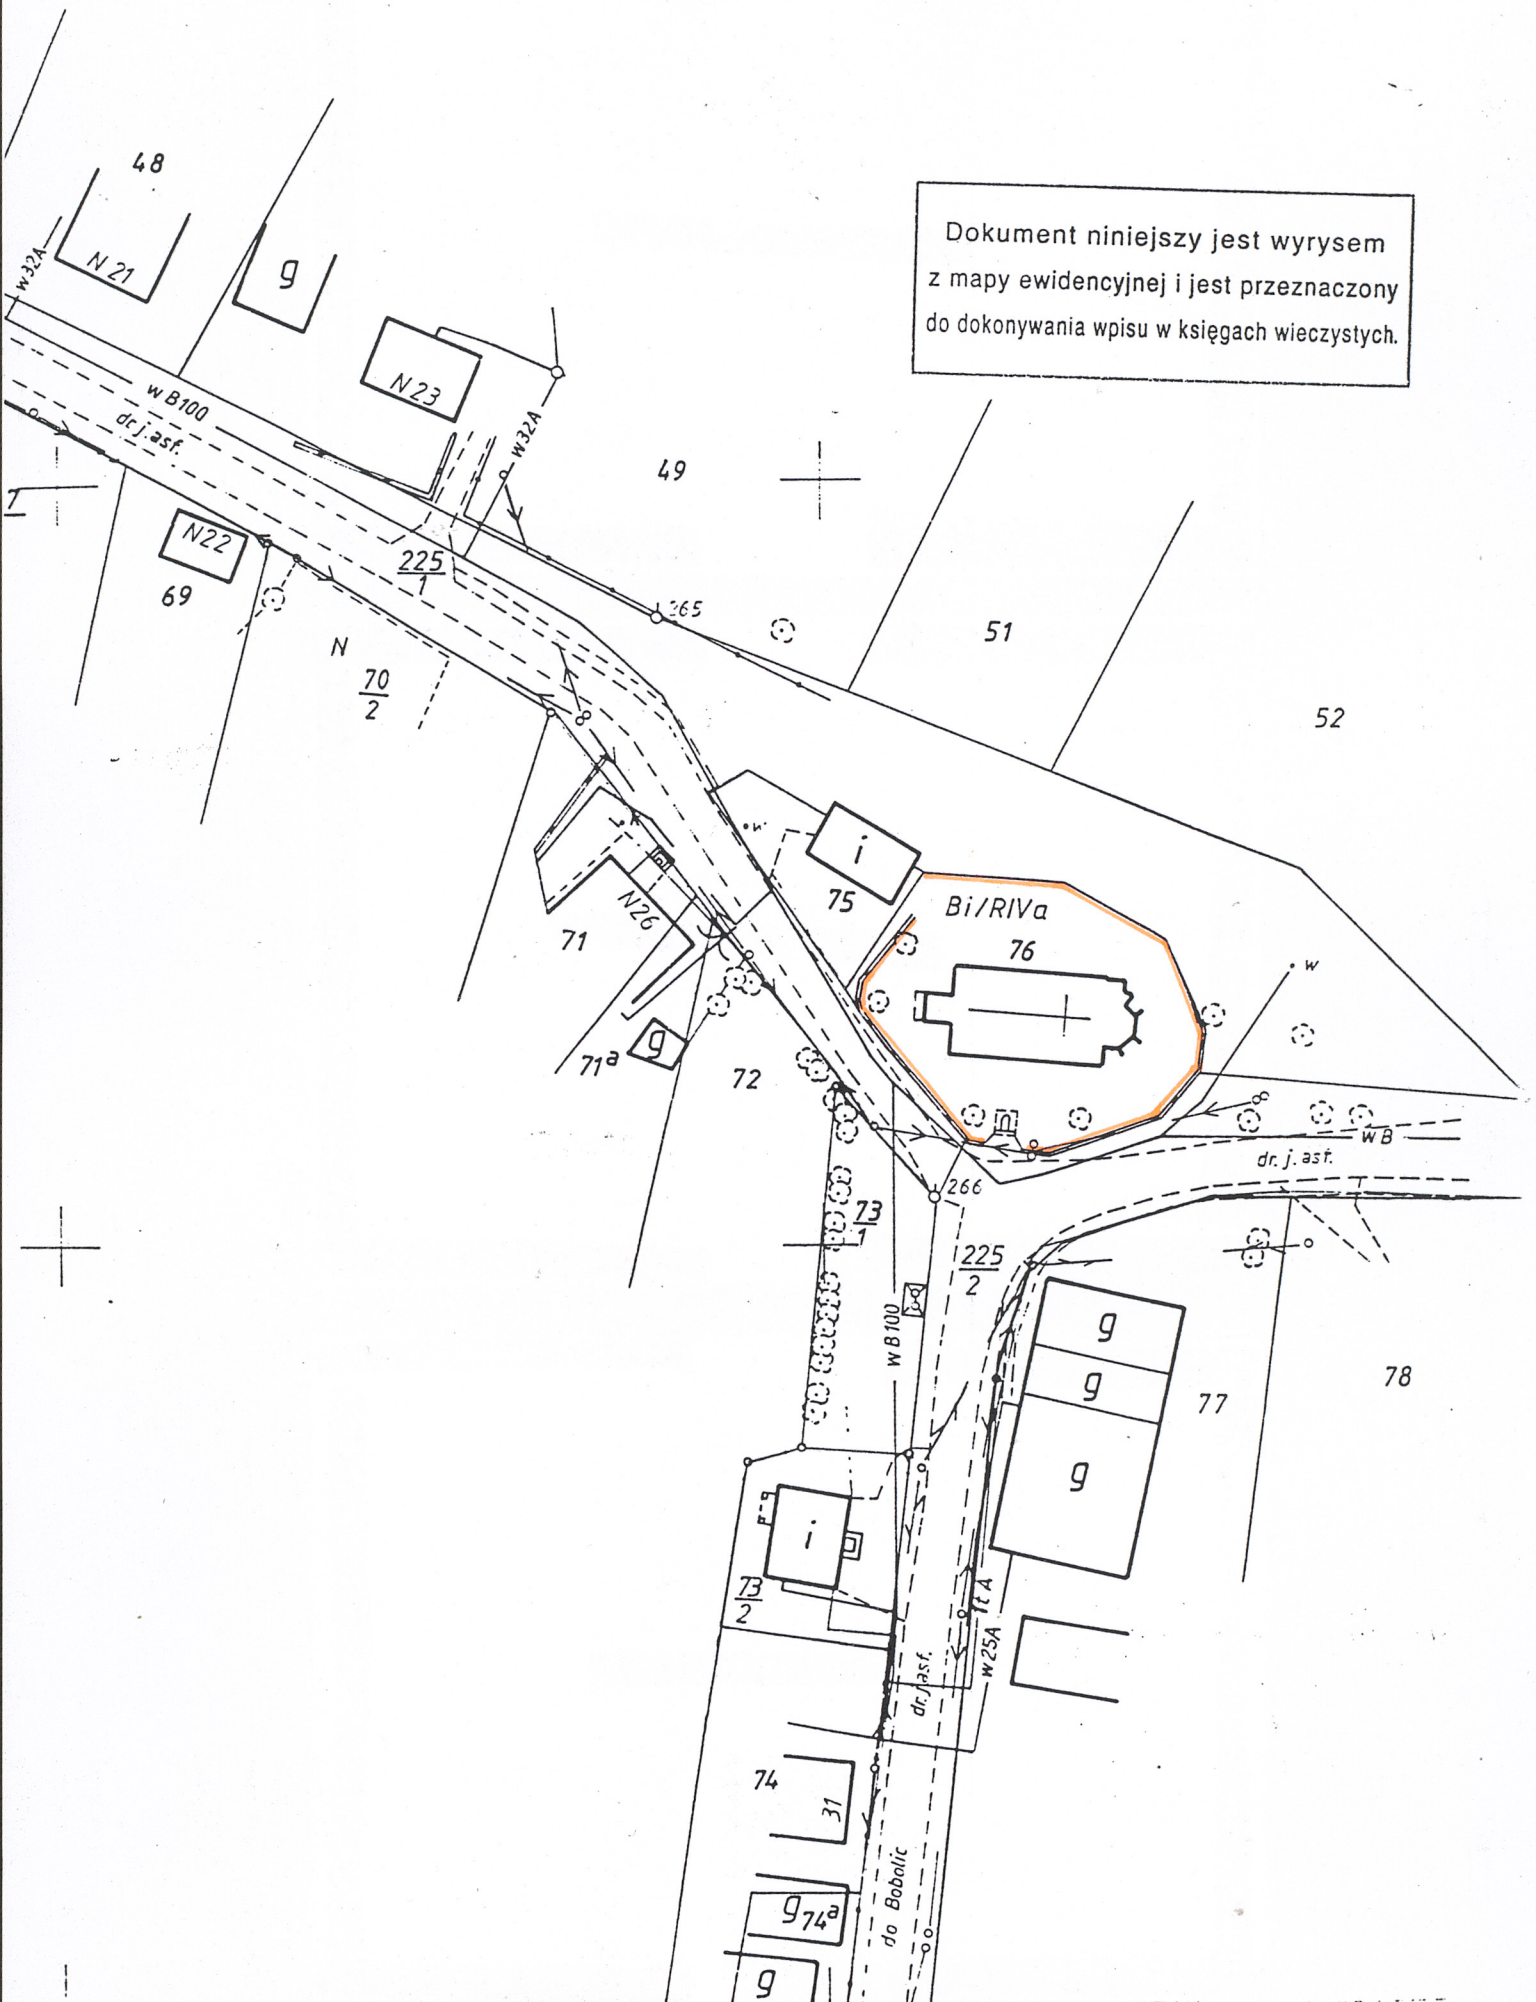 48
Dokument niniejszy jest wyrysem
z mapy ewidencyjnej i jest przeznaczony
do dokonywania wpisu w księgach wieczystych.
w32A
N 21
g
N 23
w B100
dr.j.asf.
w32A
49
7
N22
225
1
69
265
51
N
70
2
52
w
i
75
Bi/RIVa
76
N26
71
w
g
71a
72
w B
dr.j.asf.
266
73
1
225
2
g
w B100
g
78
77
g
i
73
2
t A
w25A
dr.j.asf.
74
31
do Bobolic
g
74a
g